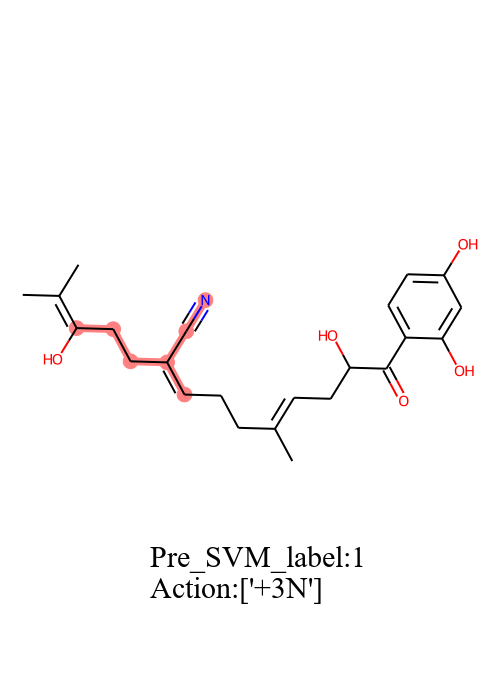 OH
N
HO
HO
OH
O
Pre_SVM_label:1
Action:['+3N']